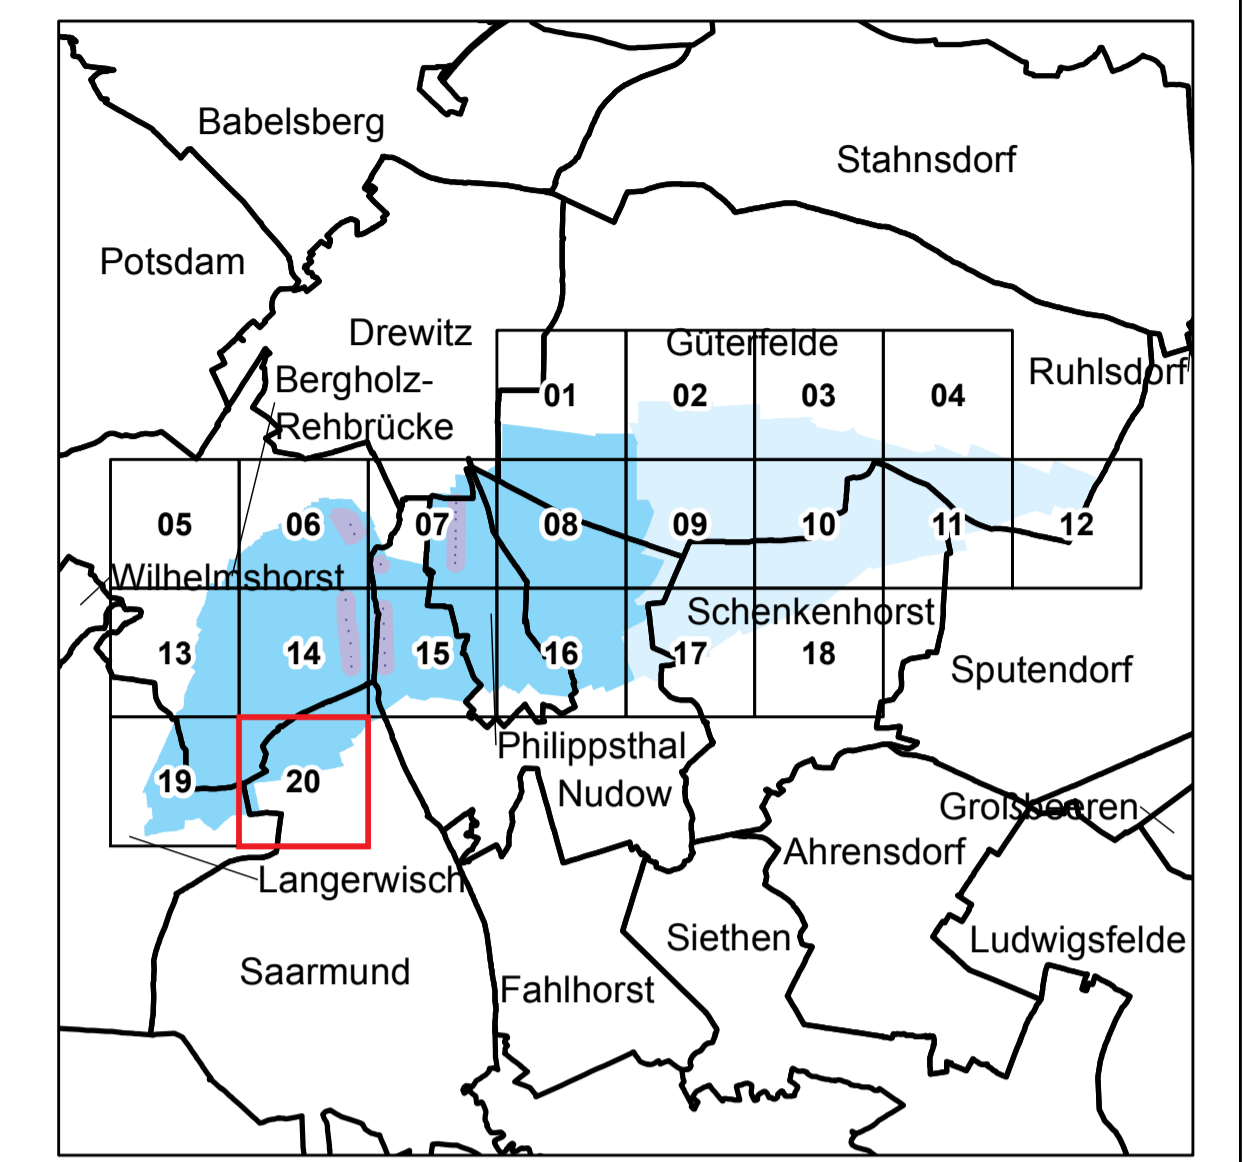 Babelsberg
Stahnsdorf
Potsdam
Drewitz
Güterfelde
Ruhlsdorf
Bergholz-
Rehbrücke
01 02 03 04
05 06 07 08 09 10 11 12
Wilhelmshorst
Schenkenhorst
13 14 15 16 17 18
Sputendorf
Philippsthal
19 20
Nudow
Großbeeren
Ahrensdorf
Langerwisch
Siethen
Ludwigsfelde
Saarmund
Fahlhorst